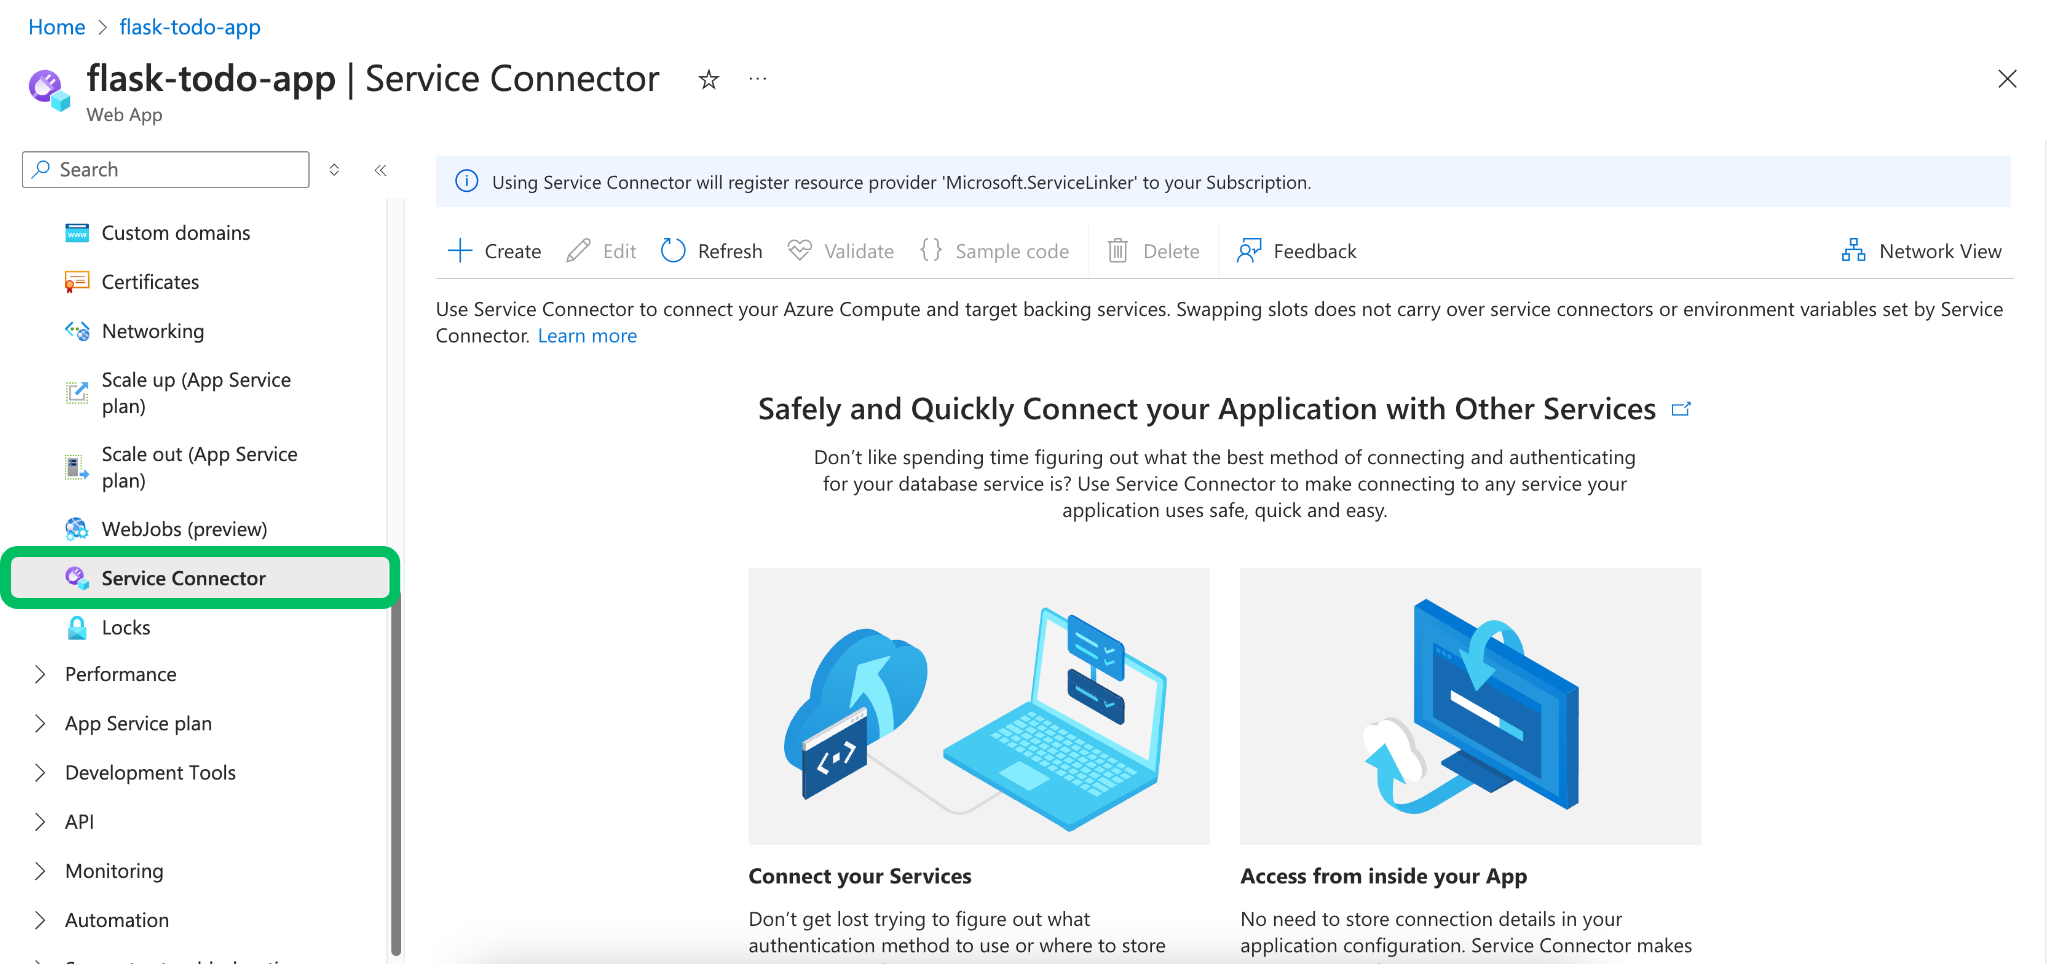 Home > flask-todo-app
flask-todo-app | Service Connector
Web App
Search
Custom domains
Certificates
Networking
Scale up (App Service
plan)
Scale out (App Service
plan)
WebJobs (preview)
Service Connector
Locks
Performance
App Service plan
Development Tools
API
Monitoring
Automation
Using Service Connector will register resource provider 'Microsoft.ServiceLinker' to your Subscription.
Create Edit Refresh Validate Sample code Delete Feedback Network View
Use Service Connector to connect your Azure Compute and target backing services. Swapping slots does not carry over service connectors or environment variables set by Service
Connector. Learn more
Safely and Quickly Connect your Application with Other Services
Don't like spending time figuring out what the best method of connecting and authenticating
for your database service is? Use Service Connector to make connecting to any service your
application uses safe, quick and easy.
Connect your Services
Don't get lost trying to figure out what
authentication method to use or where to store
Access from inside your App
No need to store connection details in your
application configuration. Service Connector makes